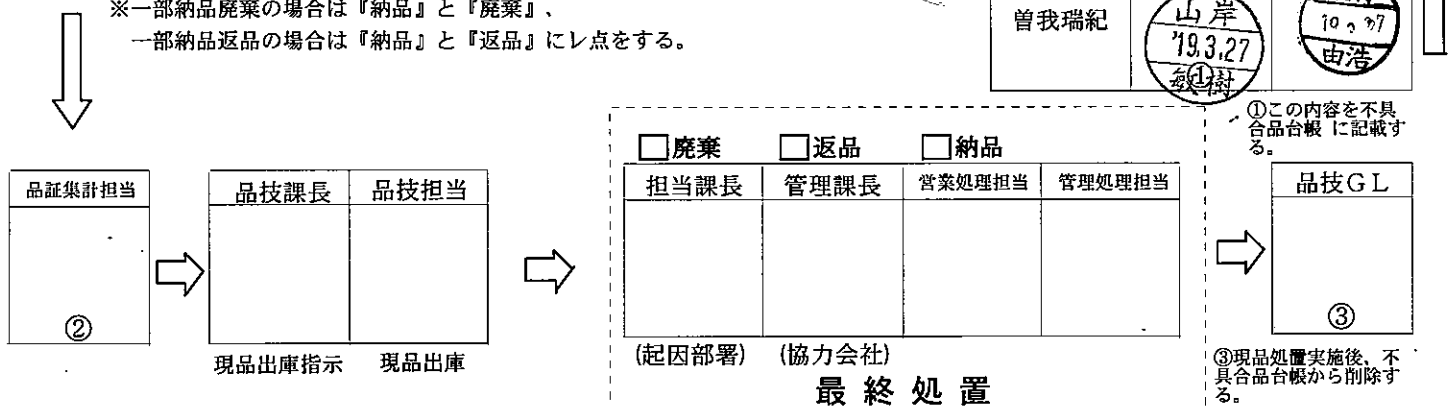 ※一部納品廃棄の場合は『納品』と『廃棄』、
一部納品返品の場合は『納品』と『返品』にレ点をする。
曽我瑞紀
山岸
'19.3.27
①
敏樹
由浩
①この内容を不具
合品台帳 に記載す
る。
□廃棄 □返品 □納品
品証集計担当
②
品技課長 品技担当
現品出庫指示 現品出庫
担当課長 管理課長 営業処理担当 管理処理担当
(起因部署) (協力会社)
最終処置
品技GL
③
③現品処置実施後、不
具合品台帳から削除す
る。